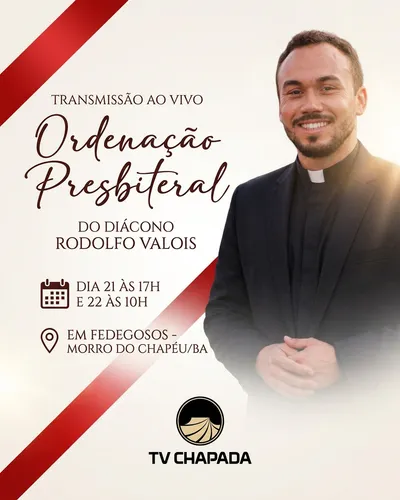 TRANSMISSÃO AO VIVO
Ordenação
Presbiteral
DO DIÁCONO
RODOLFO VALOIS
DIA 21 ÀS 17H
E 22 ÀS 10H
EM FEDEGOSOS -
MORRO DO CHAPÉU/BA
TV CHAPADA